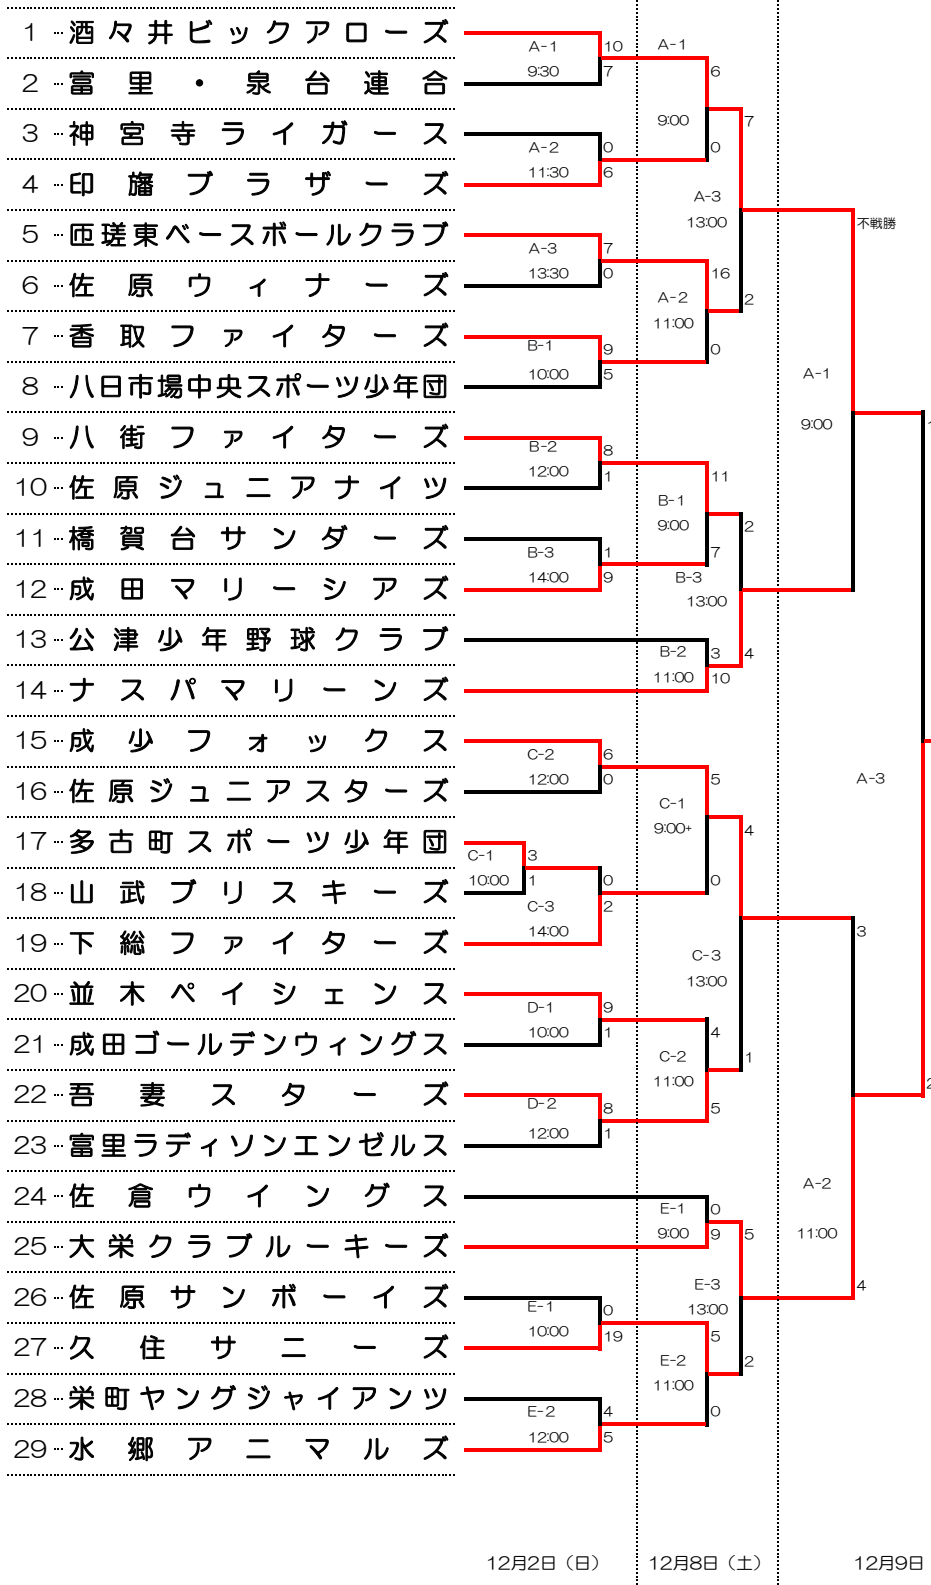 1 … 酒々井ビックアローズ
2 … 富里・泉台連合
3 … 神宮寺ライガース
4 … 印旛ブラザーズ
5 … 匝瑳東ベースボールクラブ
6 … 佐原ウィナーズ
7 … 香取ファイターズ
8 … 八日市場中央スポーツ少年団
9 … 八街ファイターズ
10 … 佐原ジュニアナイツ
11 … 橋賀台サンダーズ
12 … 成田マリーシアズ
13 … 公津少年野球クラブ
14 … ナスパマリーンズ
15 … 成少フォックス
16 … 佐原ジュニアスターズ
17 … 多古町スポーツ少年団
18 … 山武ブリスキーズ
19 … 下総ファイターズ
20 … 並木ペイシェンス
21 … 成田ゴールデンウィングス
22 … 吾妻スターズ
23 … 富里ラディソンエンゼルス
24 … 佐倉ウイングス
25 … 大栄クラブルーキーズ
26 … 佐原サンボーイズ
27 … 久住サニーズ
28 … 栄町ヤングジャイアンツ
29 … 水郷アニマルズ
A-1 10
9:30 7
A-2 0
11:30 6
A-3 7
13:30 0
B-1 9
10:00 5
B-2 8
12:00 1
B-3 1
14:00 9
C-2 6
12:00 0
C-1 3
10:00 1
C-3 0
14:00 2
D-1 9
10:00 1
D-2 8
12:00 1
E-1 0
10:00 19
E-2 4
12:00 5
A-1 6
9:00 0
A-2 16
11:00 0
B-1 11
9:00 7
B-2 3
11:00 10
C-1 5
9:00+ 0
C-2 4
11:00 5
E-1 0
9:00 9
E-2 5
11:00 0
A-3 7
13:00 2
B-3 2
13:00 4
C-3 4
13:00 1
E-3 5
13:00 2
A-1 不戦勝
9:00
A-2 3
11:00 4
A-3
12月2日（日）
12月8日（土）
12月9日